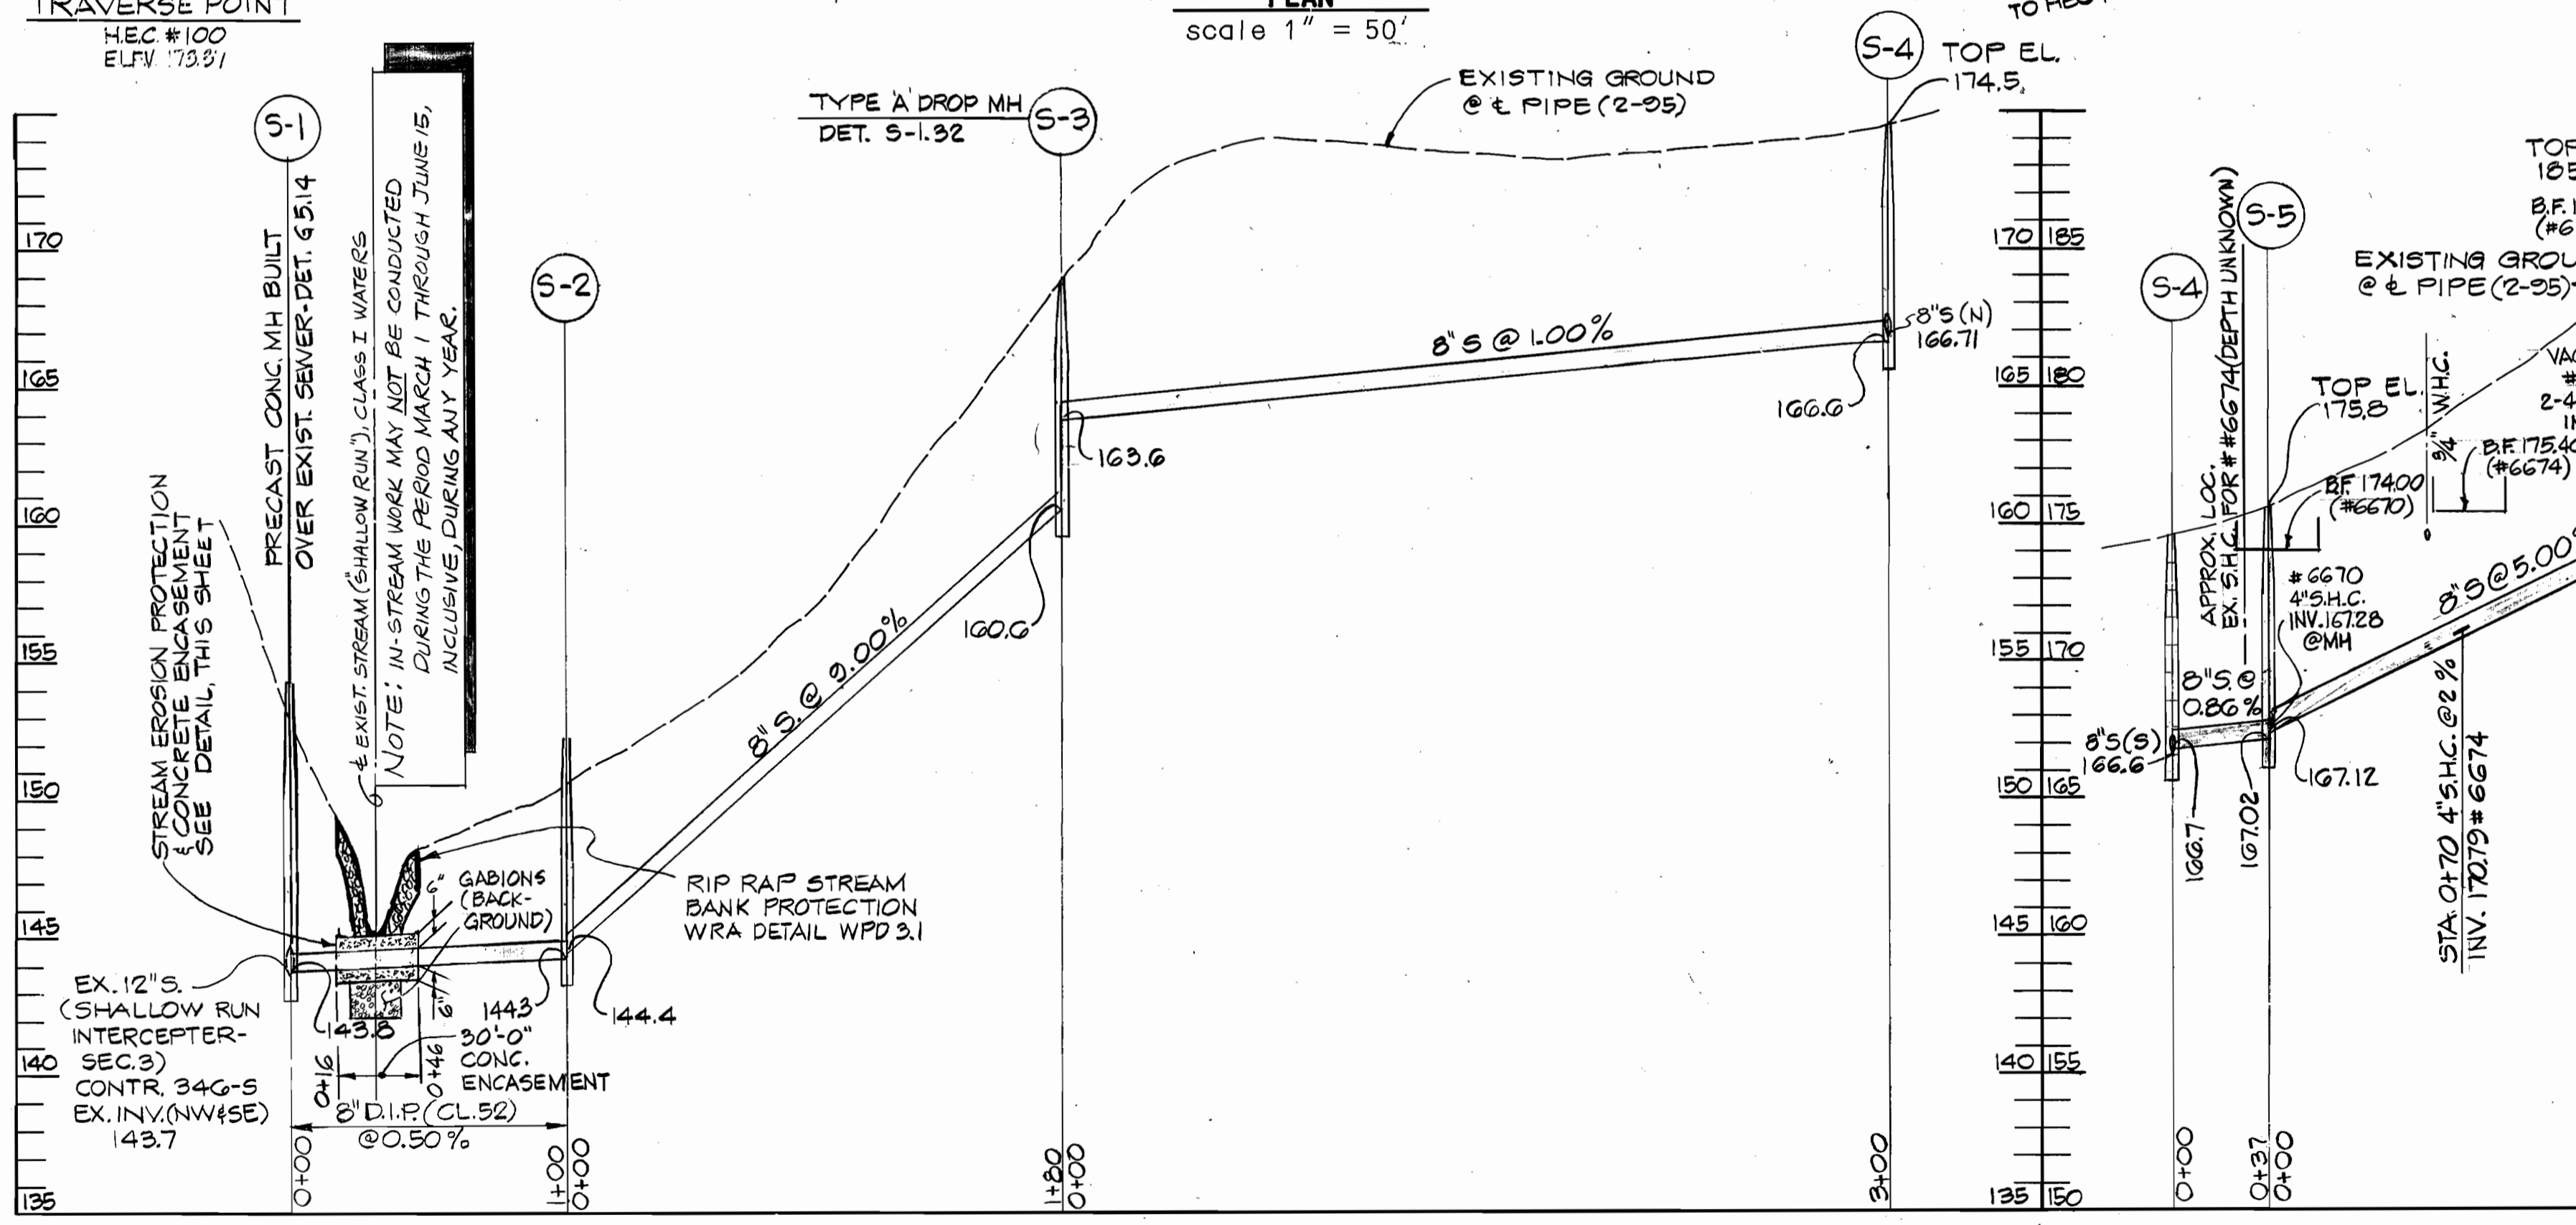 TRAVERSE POINT
H.E.C. #100
PLAN
scale 1" = 50'
S-1
PRECAST CONC. MH BUILT
OVER EXIST. SEWER-DET. G 5.14
℄ EXIST. STREAM ("SHALLOW RUN"), CLASS I WATERS
NOTE: IN-STREAM WORK MAY NOT BE CONDUCTED
DURING THE PERIOD MARCH 1 THROUGH JUNE 15,
INCLUSIVE, DURING ANY YEAR.
STREAM EROSION PROTECTION
& CONCRETE ENCASEMENT
SEE DETAIL, THIS SHEET
S-2
TYPE 'A' DROP MH
DET. S-1.32
S-3
EXISTING GROUND
@ ℄ PIPE (2-95)
S-4
TOP EL.
174.5
170
165
160
155
150
145
140
135
8" S. @ 9.00%
160.6
163.6
8" S @ 1.00%
166.6
8" S (N)
166.71
GABIONS
(BACK-
GROUND)
6"
6"
RIP RAP STREAM
BANK PROTECTION
WRA DETAIL WPD 3.1
EX. 12" S.
(SHALLOW RUN
INTERCEPTER-
SEC. 3)
CONTR. 346-S
EX. INV. (NW & SE)
143.7
143.8
144.3
144.4
30'-0"
CONC.
ENCASEMENT
0+16
0+46
8" D.I.P. (CL. 52)
@ 0.50 %
0+00
1+00
0+00
1+80
0+00
3+00
170 185
165 180
160 175
155 170
150 165
145 160
140 155
135 150
S-4
S-5
APPROX. LOC.
EX. S.H.C. FOR # #6674 (DEPTH UNKNOWN)
EXISTING GROU
@ ℄ PIPE (2-95)
TOP EL.
175.8
B.F. 174.00
(#6670)
3/4" W.H.C.
B.F. 175.40
(#6674)
#6670
4" S.H.C.
INV. 167.28
@ MH
8" S. @
0.86 %
8" S (S)
166.6
166.7
167.02
167.12
8" S @ 5.00%
STA. 0+70 4" S.H.C. @ 2 %
INV. 170.79 # 6674
0+00
0+37
0+00